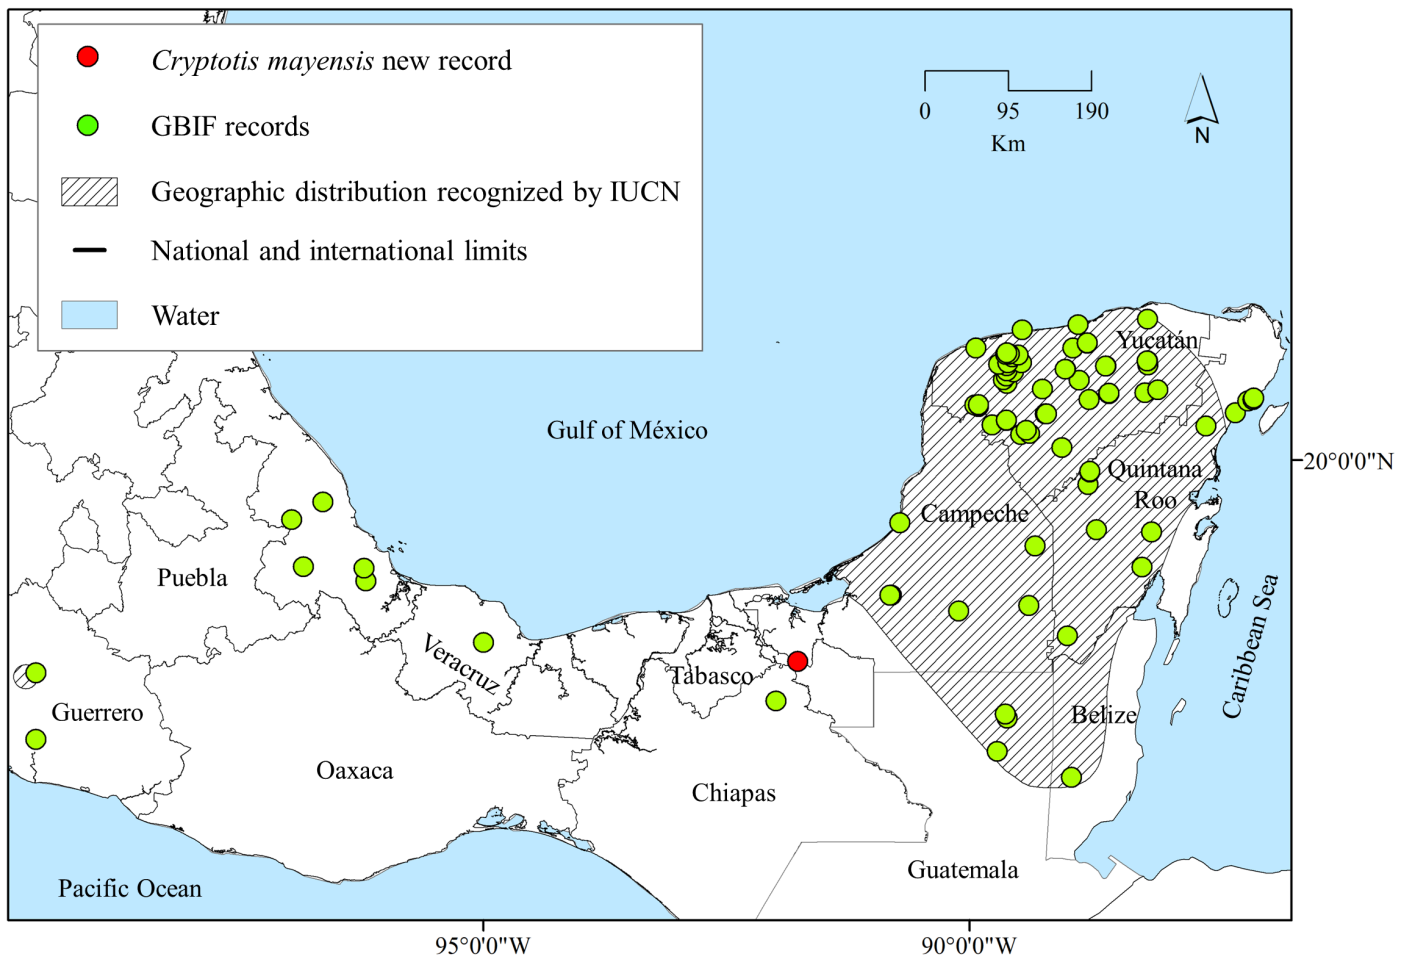 Cryptotis mayensis new record
GBIF records
Geographic distribution recognized by IUCN
National and international limits
Water
0 95 190
Km
N
Yucatán
Gulf of México
20°0'0"N
Quintana
Roo
Campeche
Puebla
Caribbean Sea
Veracruz
Tabasco
Guerrero
Belize
Oaxaca
Chiapas
Guatemala
Pacific Ocean
95°0'0"W
90°0'0"W